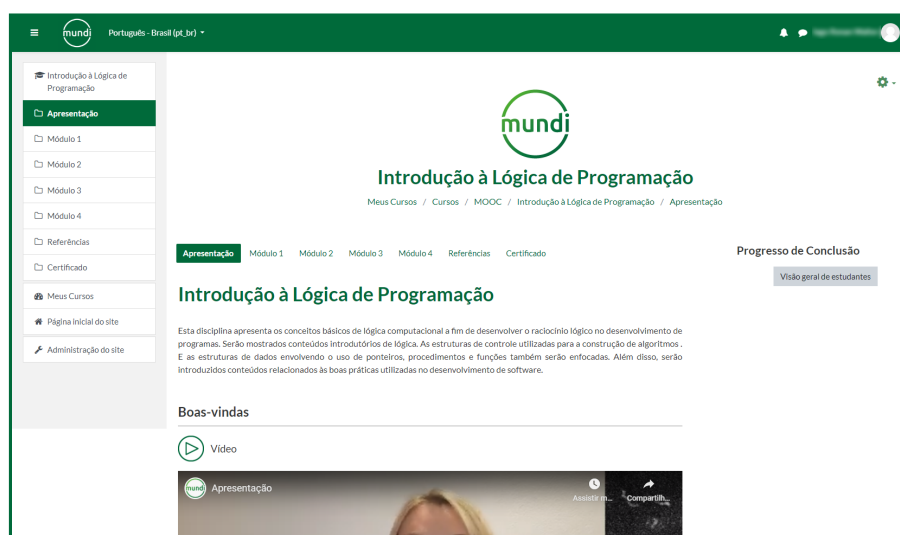 mundi
Português - Brasil (pt_br)
Introdução à Lógica de
Programação
Apresentação
Módulo 1
Módulo 2
Módulo 3
Módulo 4
Referências
Certificado
Meus Cursos
Página inicial do site
Administração do site
mundi
Introdução à Lógica de Programação
Meus Cursos / Cursos / MOOC / Introdução à Lógica de Programação / Apresentação
Apresentação Módulo 1 Módulo 2 Módulo 3 Módulo 4 Referências Certificado
Introdução à Lógica de Programação
Esta disciplina apresenta os conceitos básicos de lógica computacional a fim de desenvolver o raciocínio lógico no desenvolvimento de
programas. Serão mostrados conteúdos introdutórios de lógica. As estruturas de controle utilizadas para a construção de algoritmos .
E as estruturas de dados envolvendo o uso de ponteiros, procedimentos e funções também serão enfocadas. Além disso, serão
introduzidos conteúdos relacionados às boas práticas utilizadas no desenvolvimento de software.
Boas-vindas
Vídeo
mundi Apresentação
Assistir m... Compartilh...
Progresso de Conclusão
Visão geral de estudantes